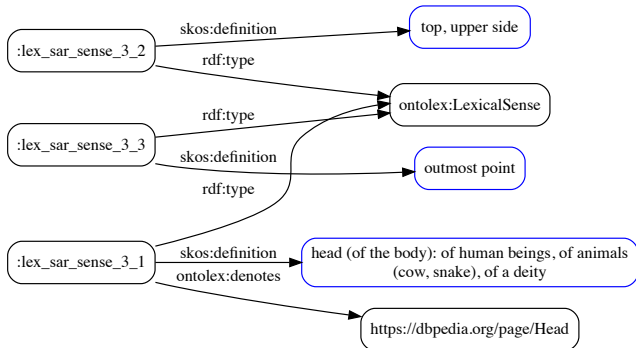 skos:definition
top, upper side
:lex_sar_sense_3_2
rdf:type
ontolex:LexicalSense
rdf:type
:lex_sar_sense_3_3
skos:definition
outmost point
rdf:type
:lex_sar_sense_3_1
skos:definition
head (of the body): of human beings, of animals
(cow, snake), of a deity
ontolex:denotes
https://dbpedia.org/page/Head